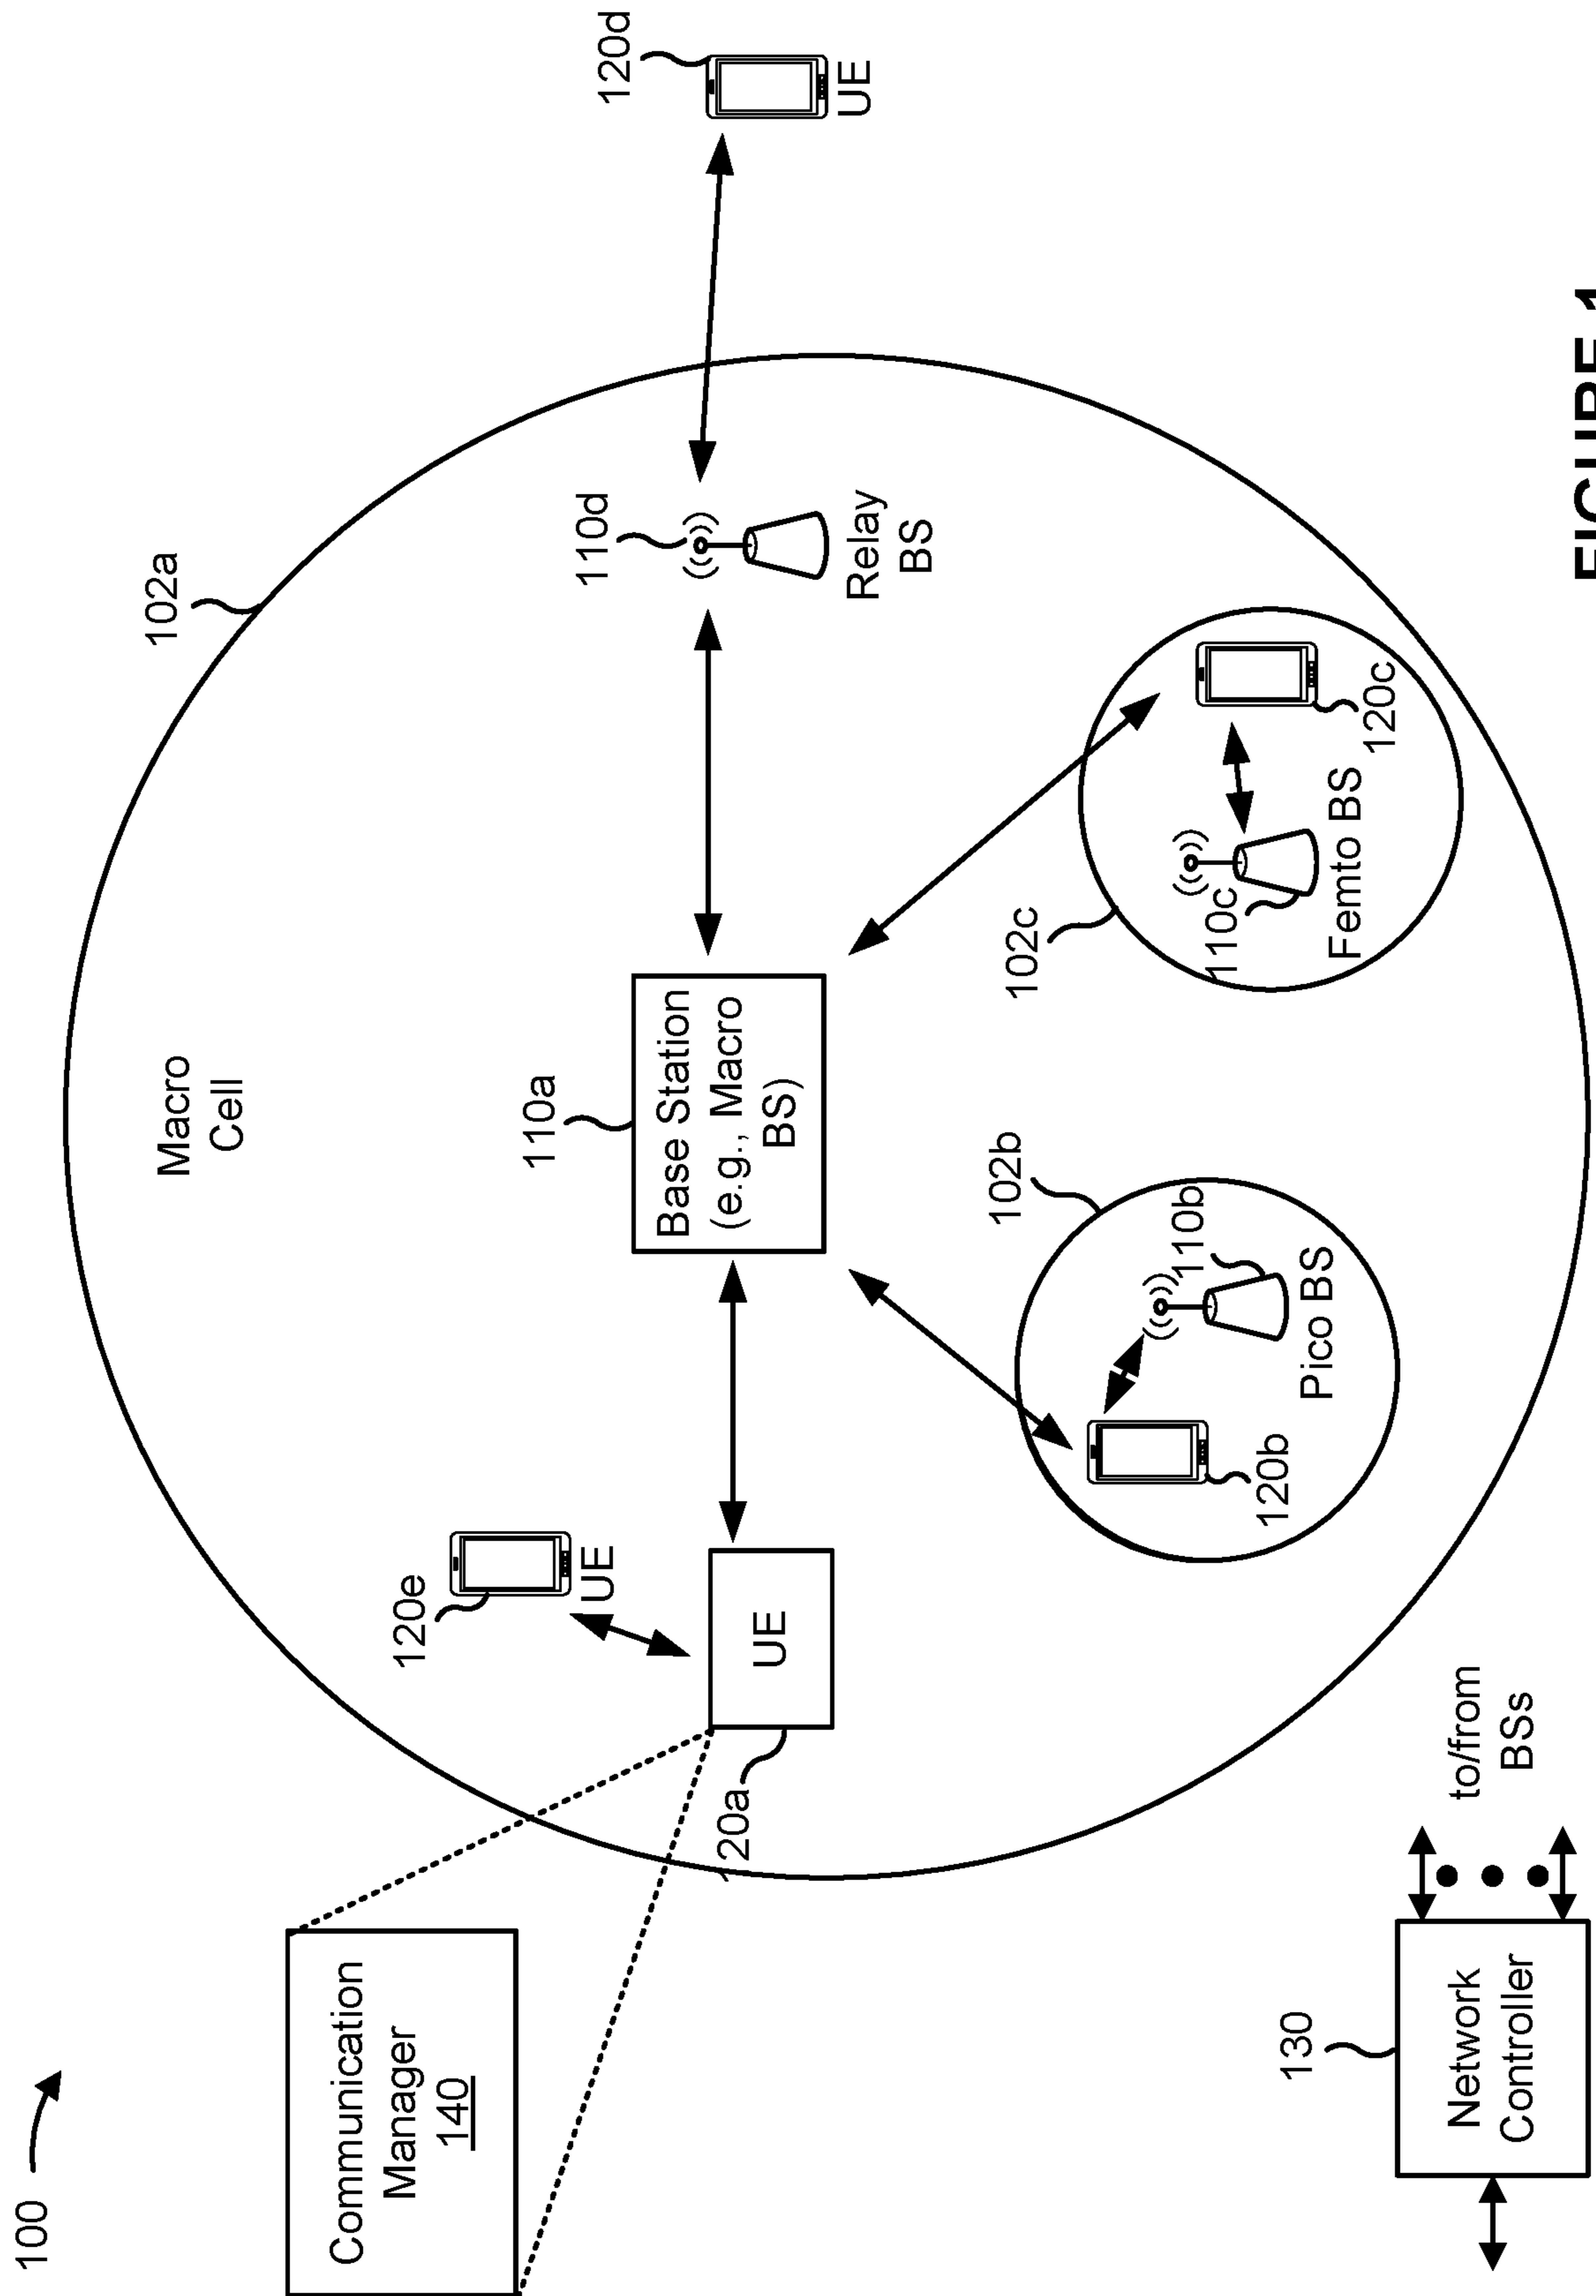 100
Communication
Manager
140
102a
Macro
Cell
120e
UE
110a
Base Station
(e.g., Macro
BS)
110d
Relay
BS
120d
UE
UE
120a
102b
110b
Pico BS
120b
102c
110c
Femto BS
120c
130
Network
Controller
to/from
BSs
FIGURE 1